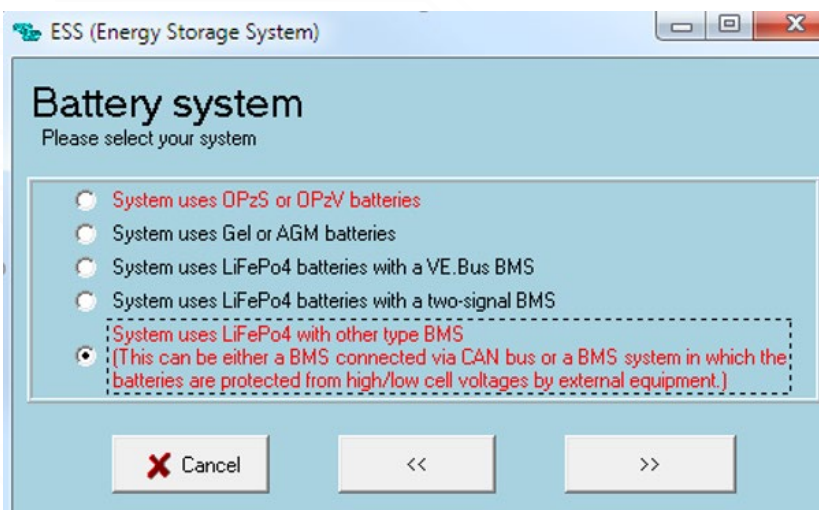 ESS (Energy Storage System)
Battery system
Please select your system
System uses OPzS or OPzV batteries
System uses Gel or AGM batteries
System uses LiFePo4 batteries with a VE.Bus BMS
System uses LiFePo4 batteries with a two-signal BMS
System uses LiFePo4 with other type BMS
(This can be either a BMS connected via CAN bus or a BMS system in which the
batteries are protected from high/low cell voltages by external equipment.)
Cancel << >>